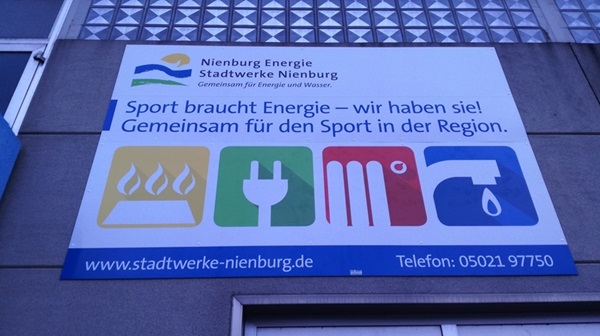 Nienburg Energie
Stadtwerke Nienburg
Gemeinsam für Energie und Wasser.
Sport braucht Energie – wir haben sie!
Gemeinsam für den Sport in der Region.
www.stadtwerke-nienburg.de Telefon: 05021 97750